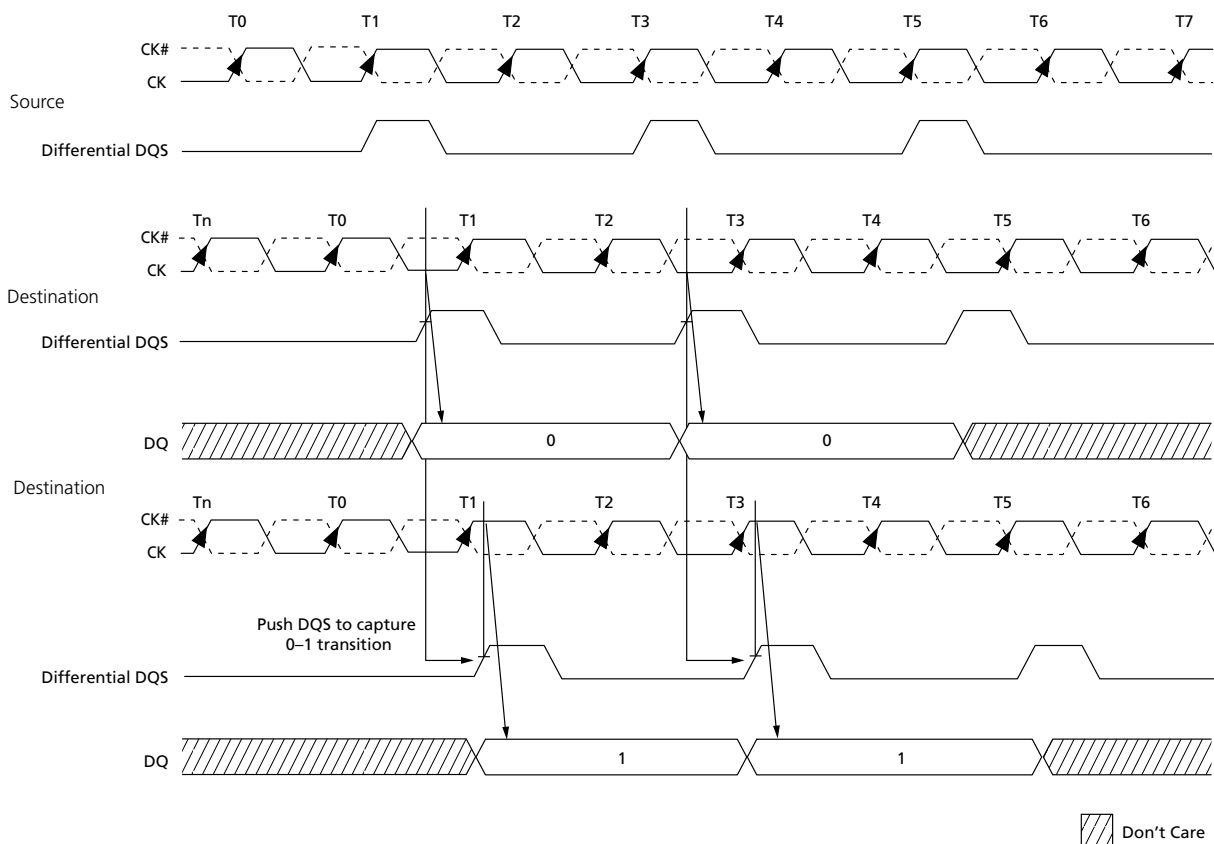 T0 T1 T2 T3 T4 T5 T6 T7
CK#
CK
Source
Differential DQS
Tn T0 T1 T2 T3 T4 T5 T6
CK#
CK
Destination
Differential DQS
DQ 0 0
Destination
Tn T0 T1 T2 T3 T4 T5 T6
CK#
CK
Push DQS to capture
0–1 transition
Differential DQS
DQ 1 1
Don't Care